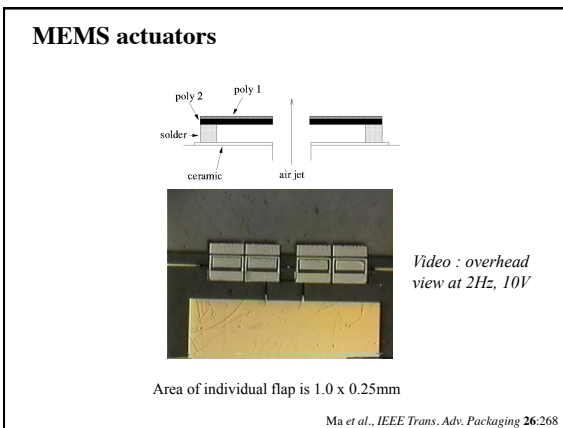 MEMS actuators
poly 1
poly 2
solder
ceramic
air jet
Video : overhead
view at 2Hz, 10V
Area of individual flap is 1.0 x 0.25mm
Ma et al., IEEE Trans. Adv. Packaging 26:268